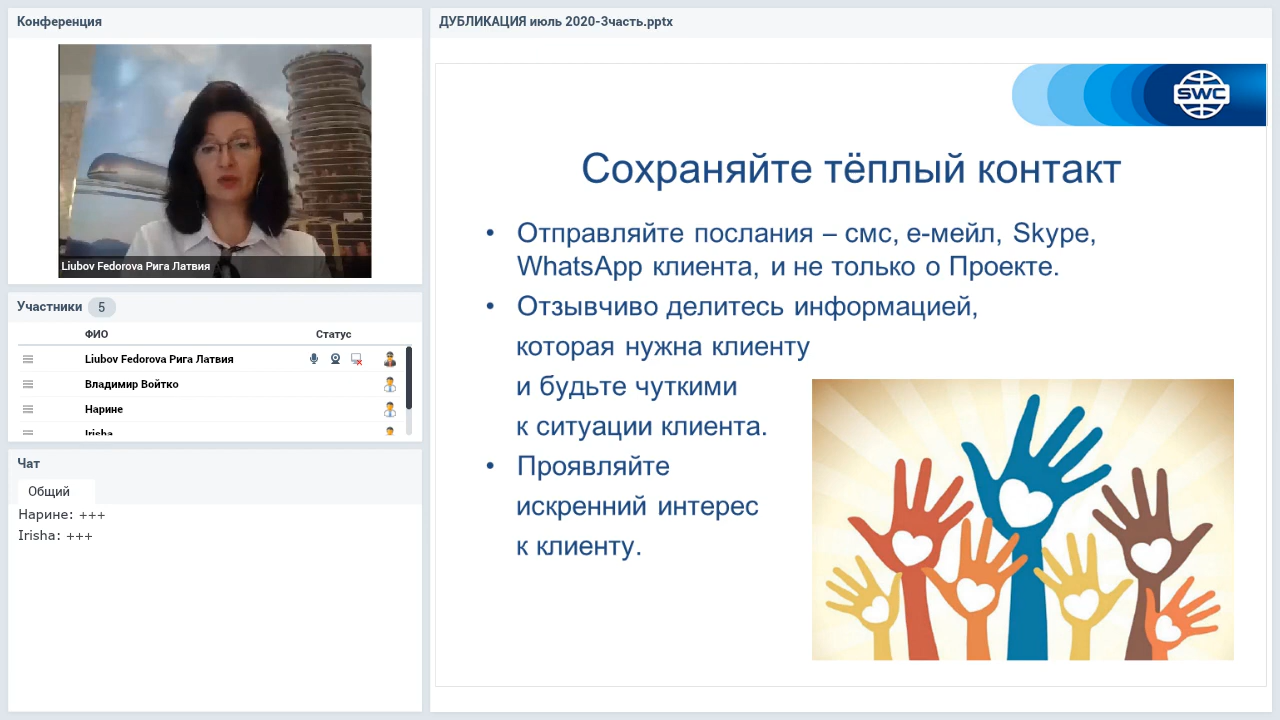 Конференция
Liubov Fedorova Рига Латвия
Участники 5
ФИО Статус
Liubov Fedorova Рига Латвия
Владимир Войтко
Нарине
Irisha
Чат
Общий
Нарине: +++
Irisha: +++
ДУБЛИКАЦИЯ июль 2020-3часть.pptx
SWC
Сохраняйте тёплый контакт
• Отправляйте послания – смс, е-мейл, Skype,
WhatsApp клиента, и не только о Проекте.
• Отзывчиво делитесь информацией,
которая нужна клиенту
и будьте чуткими
к ситуации клиента.
• Проявляйте
искренний интерес
к клиенту.